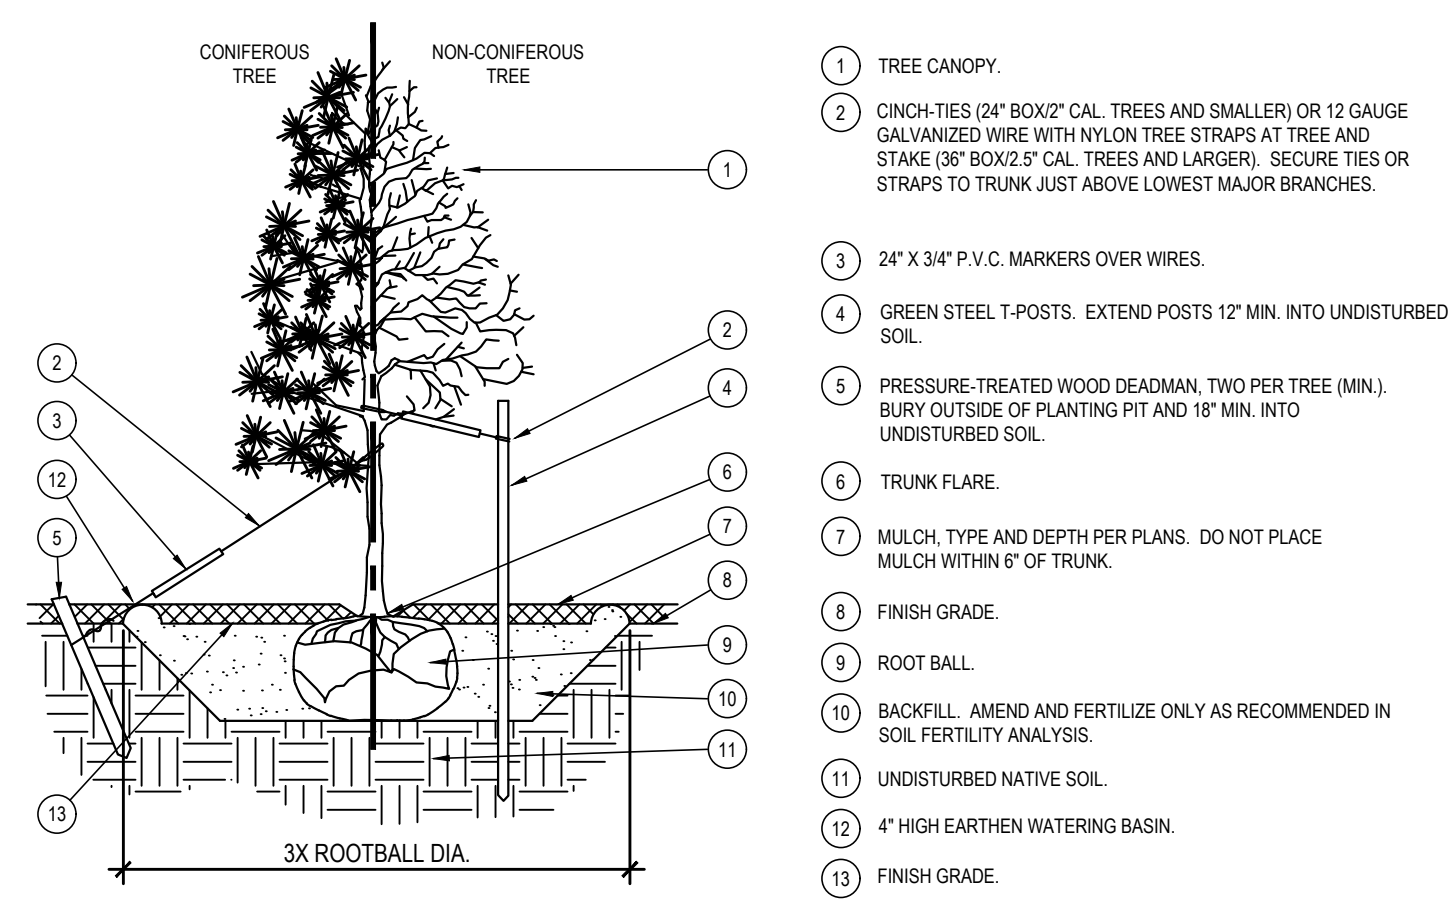 CONIFEROUS
TREE
NON-CONIFEROUS
TREE
1
2
4
6
7
8
9
10
11
2
3
12
5
13
3X ROOTBALL DIA.
1 TREE CANOPY.
2 CINCH-TIES (24" BOX/2" CAL. TREES AND SMALLER) OR 12 GAUGE
GALVANIZED WIRE WITH NYLON TREE STRAPS AT TREE AND
STAKE (36" BOX/2.5" CAL. TREES AND LARGER). SECURE TIES OR
STRAPS TO TRUNK JUST ABOVE LOWEST MAJOR BRANCHES.
3 24" X 3/4" P.V.C. MARKERS OVER WIRES.
4 GREEN STEEL T-POSTS. EXTEND POSTS 12" MIN. INTO UNDISTURBED
SOIL.
5 PRESSURE-TREATED WOOD DEADMAN, TWO PER TREE (MIN.).
BURY OUTSIDE OF PLANTING PIT AND 18" MIN. INTO
UNDISTURBED SOIL.
6 TRUNK FLARE.
7 MULCH, TYPE AND DEPTH PER PLANS. DO NOT PLACE
MULCH WITHIN 6" OF TRUNK.
8 FINISH GRADE.
9 ROOT BALL.
10 BACKFILL. AMEND AND FERTILIZE ONLY AS RECOMMENDED IN
SOIL FERTILITY ANALYSIS.
11 UNDISTURBED NATIVE SOIL.
12 4" HIGH EARTHEN WATERING BASIN.
13 FINISH GRADE.